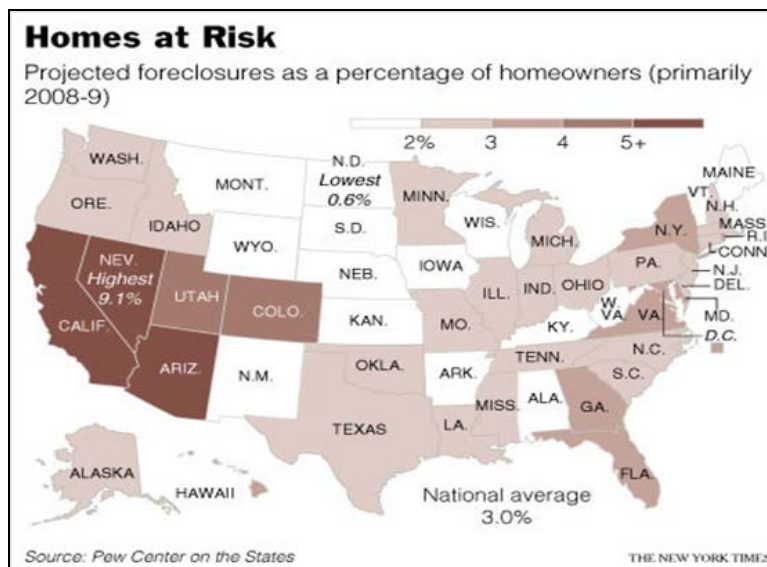 Homes at Risk
Projected foreclosures as a percentage of homeowners (primarily
2008-9)
2% 3 4 5+
WASH.
MONT.
N.D.
Lowest
0.6%
MINN.
MAINE
VT.
N.H.
ORE.
IDAHO
S.D.
WIS.
MICH.
N.Y.
MASS.
R.I.
CONN.
WYO.
NEV.
Highest
9.1%
NEB.
IOWA
PA.
N.J.
DEL.
UTAH
COLO.
ILL.
IND.
OHIO
W.
VA.
VA.
MD.
D.C.
CALIF.
KAN.
MO.
KY.
N.C.
ARIZ.
N.M.
OKLA.
ARK.
TENN.
S.C.
TEXAS
LA.
MISS.
ALA.
GA.
FLA.
ALASKA
HAWAII
National average
3.0%
Source: Pew Center on the States
THE NEW YORK TIMES